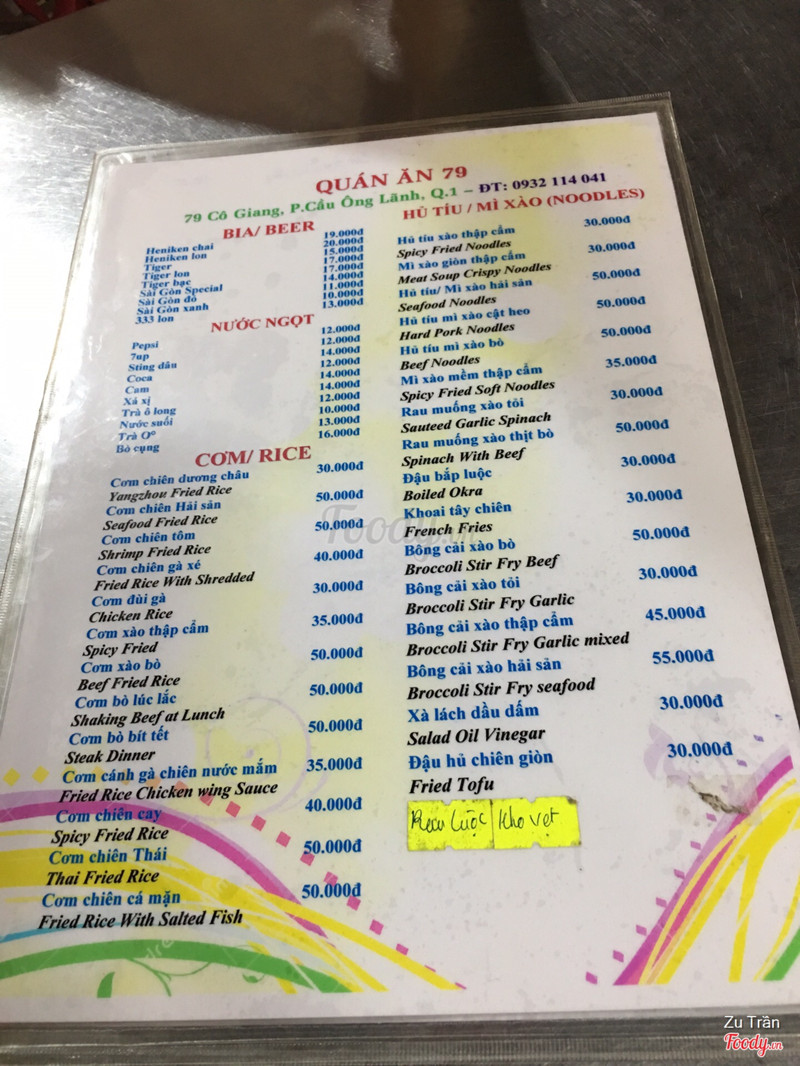 QUÁN ĂN 79
79 Cô Giang, P.Cầu Ông Lãnh, Q.1 – ĐT: 0932 114 041
BIA/ BEER
Heniken chai 19.000đ
Heniken lon 20.000đ
Tiger 15.000đ
Tiger lon 17.000đ
Tiger bạc 17.000đ
Sài Gòn Special 14.000đ
Sài Gòn đỏ 11.000đ
Sài Gòn xanh 10.000đ
333 lon 13.000đ
NƯỚC NGỌT
Pepsi 12.000đ
7up 12.000đ
Sting dâu 14.000đ
Coca 12.000đ
Cam 14.000đ
Xá xị 14.000đ
Trà ô long 12.000đ
Nước suối 10.000đ
Trà O° 13.000đ
Bò cụng 16.000đ
CƠM/ RICE
Cơm chiên dương châu 30.000đ
Yangzhou Fried Rice
Cơm chiên Hải sản 50.000đ
Seafood Fried Rice
Cơm chiên tôm 50.000đ
Shrimp Fried Rice
Cơm chiên gà xé 40.000đ
Fried Rice With Shredded
Cơm đùi gà 30.000đ
Chicken Rice
Cơm xào thập cẩm 35.000đ
Spicy Fried
Cơm xào bò 50.000đ
Beef Fried Rice
Cơm bò lúc lắc 50.000đ
Shaking Beef at Lunch
Cơm bò bít tết 50.000đ
Steak Dinner
Cơm cánh gà chiên nước mắm 35.000đ
Fried Rice Chicken wing Sauce
Cơm chiên cay 40.000đ
Spicy Fried Rice
Cơm chiên Thái 50.000đ
Thai Fried Rice
Cơm chiên cá mặn 50.000đ
Fried Rice With Salted Fish
HỦ TÍU / MÌ XÀO (NOODLES)
Hủ tíu xào thập cẩm 30.000đ
Spicy Fried Noodles
Mì xào giòn thập cẩm 30.000đ
Meat Soup Crispy Noodles
Hủ tíu/ Mì xào hải sản 50.000đ
Seafood Noodles
Hủ tíu mì xào cật heo 50.000đ
Hard Pork Noodles
Hủ tíu mì xào bò 50.000đ
Beef Noodles
Mì xào mềm thập cẩm 35.000đ
Spicy Fried Soft Noodles
Rau muống xào tỏi 30.000đ
Sauteed Garlic Spinach
Rau muống xào thịt bò 50.000đ
Spinach With Beef
Đậu bắp luộc 30.000đ
Boiled Okra
Khoai tây chiên 30.000đ
French Fries
Bông cải xào bò 50.000đ
Broccoli Stir Fry Beef
Bông cải xào tỏi 30.000đ
Broccoli Stir Fry Garlic
Bông cải xào thập cẩm 45.000đ
Broccoli Stir Fry Garlic mixed
Bông cải xào hải sản 55.000đ
Broccoli Stir Fry seafood
Xà lách dầu dấm 30.000đ
Salad Oil Vinegar
Đậu hủ chiên giòn 30.000đ
Fried Tofu
Rau luộc kho vẹt
Foody.vn
Zu Trần
Foody.vn